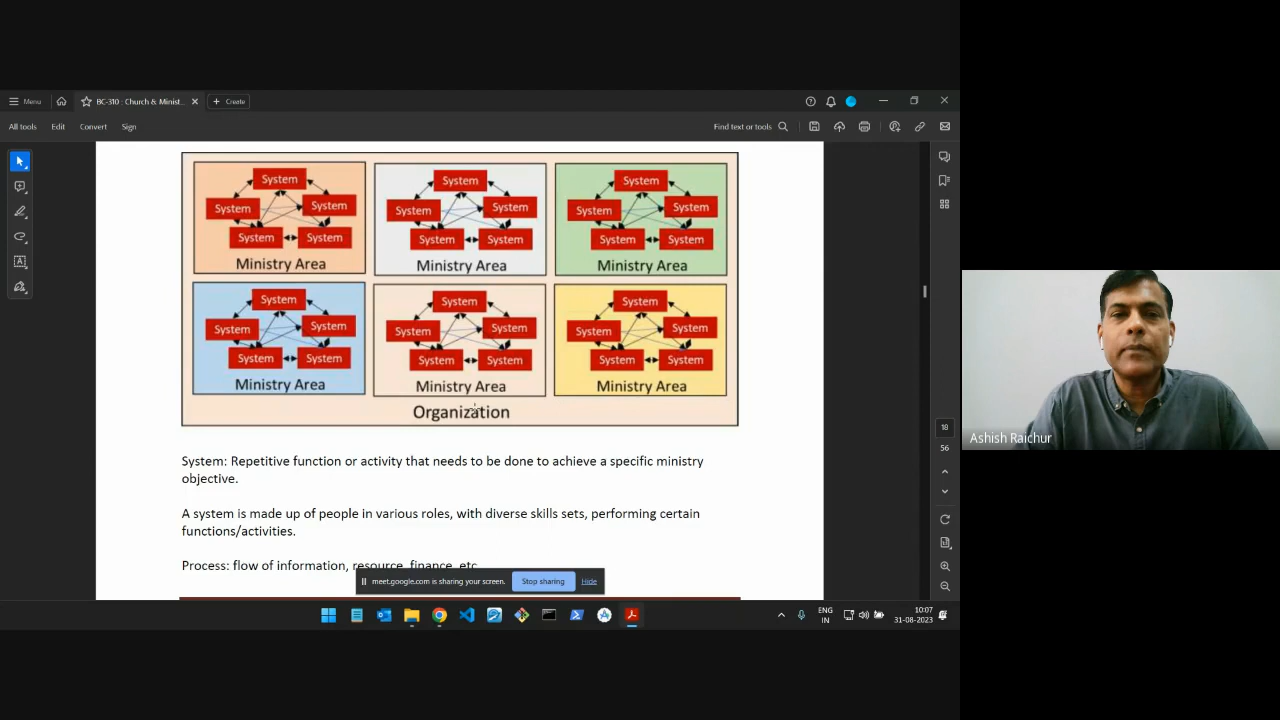 Menu
BC-310 : Church & Minist...
Create
All tools
Edit
Convert
Sign
Find text or tools
System
System
System
System
System
Ministry Area
System
System
System
System
System
Ministry Area
System
System
System
System
System
Ministry Area
System
System
System
System
System
Ministry Area
System
System
System
System
System
Ministry Area
System
System
System
System
System
Ministry Area
Organization
System: Repetitive function or activity that needs to be done to achieve a specific ministry
objective.
A system is made up of people in various roles, with diverse skills sets, performing certain
functions/activities.
Process: flow of information, resource, finance, etc
meet.google.com is sharing your screen.
Stop sharing
Hide
18
56
ENG
IN
10:07
31-08-2023
Ashish Raichur